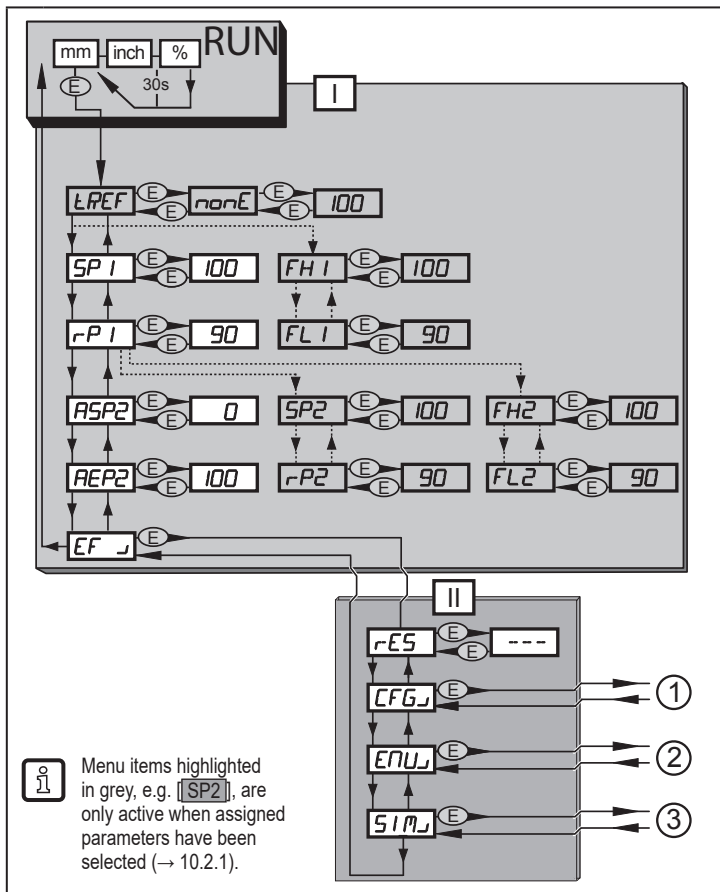 RUN
mm inch %
E 30s
I
tREF E E nonE E E 100
SP1 E E 100 FH1 E E 100
rP1 E E 90 FL1 E E 90
ASP2 E E 0 SP2 E E 100 FH2 E E 100
AEP2 E E 100 rP2 E E 90 FL2 E E 90
EF E
II
rES E E ---
CFG E 1
ENU E 2
SIM E 3
i
Menu items highlighted
in grey, e.g. [SP2], are
only active when assigned
parameters have been
selected (→ 10.2.1).